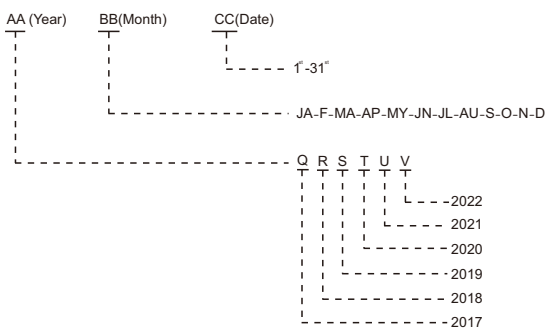 AA (Year) BB(Month) CC(Date)
1st-31st
JA-F-MA-AP-MY-JN-JL-AU-S-O-N-D
Q R S T U V
2022
2021
2020
2019
2018
2017